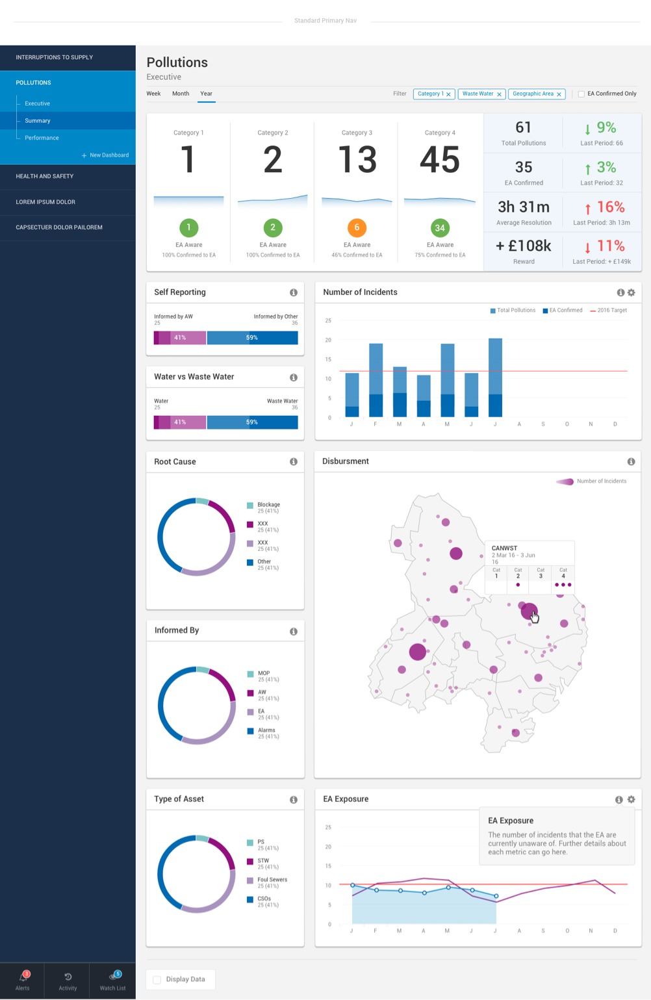 Standard Primary Nav
INTERRUPTIONS TO SUPPLY
POLLUTIONS
Executive
Summary
Performance
+ New Dashboard
HEALTH AND SAFETY
LOREM IPSUM DOLOR
CAPSECTUER DOLOR PAILOREM
Pollutions
Executive
Week Month Year
Filter Category 1 × Waste Water × Geographic Area × EA Confirmed Only
Category 1
1
1
EA Aware
100% Confirmed to EA
Category 2
2
2
EA Aware
100% Confirmed to EA
Category 3
13
6
EA Aware
46% Confirmed to EA
Category 4
45
34
EA Aware
75% Confirmed to EA
61
Total Pollutions
↓ 9%
Last Period: 66
35
EA Confirmed
↑ 3%
Last Period: 32
3h 31m
Average Resolution
↑ 16%
Last Period: 3h 13m
+ £108k
Reward
↓ 11%
Last Period: + £149k
Self Reporting
Informed by AW Informed by Other
25 36
41% 59%
Water vs Waste Water
Water Waste Water
25 36
41% 59%
Number of Incidents
Total Pollutions EA Confirmed 2016 Target
25
20
15
10
5
0
J F M A M J J A S O N D
Root Cause
Blockage
25 (41%)
XXX
25 (41%)
XXX
25 (41%)
Other
25 (41%)
Disbursment
Number of Incidents
CANWST
2 Mar 16 - 3 Jun
16
Cat Cat Cat Cat
1 2 3 4
Informed By
MOP
25 (41%)
AW
25 (41%)
EA
25 (41%)
Alarms
25 (41%)
Type of Asset
PS
25 (41%)
STW
25 (41%)
Foul Sewers
25 (41%)
CSOs
25 (41%)
EA Exposure
EA Exposure
The number of incidents that the EA are
currently unaware of. Further details about
each metric can go here.
25
20
15
10
5
0
J F M A M J J A S O N D
3
Alerts
Activity
5
Watch List
Display Data